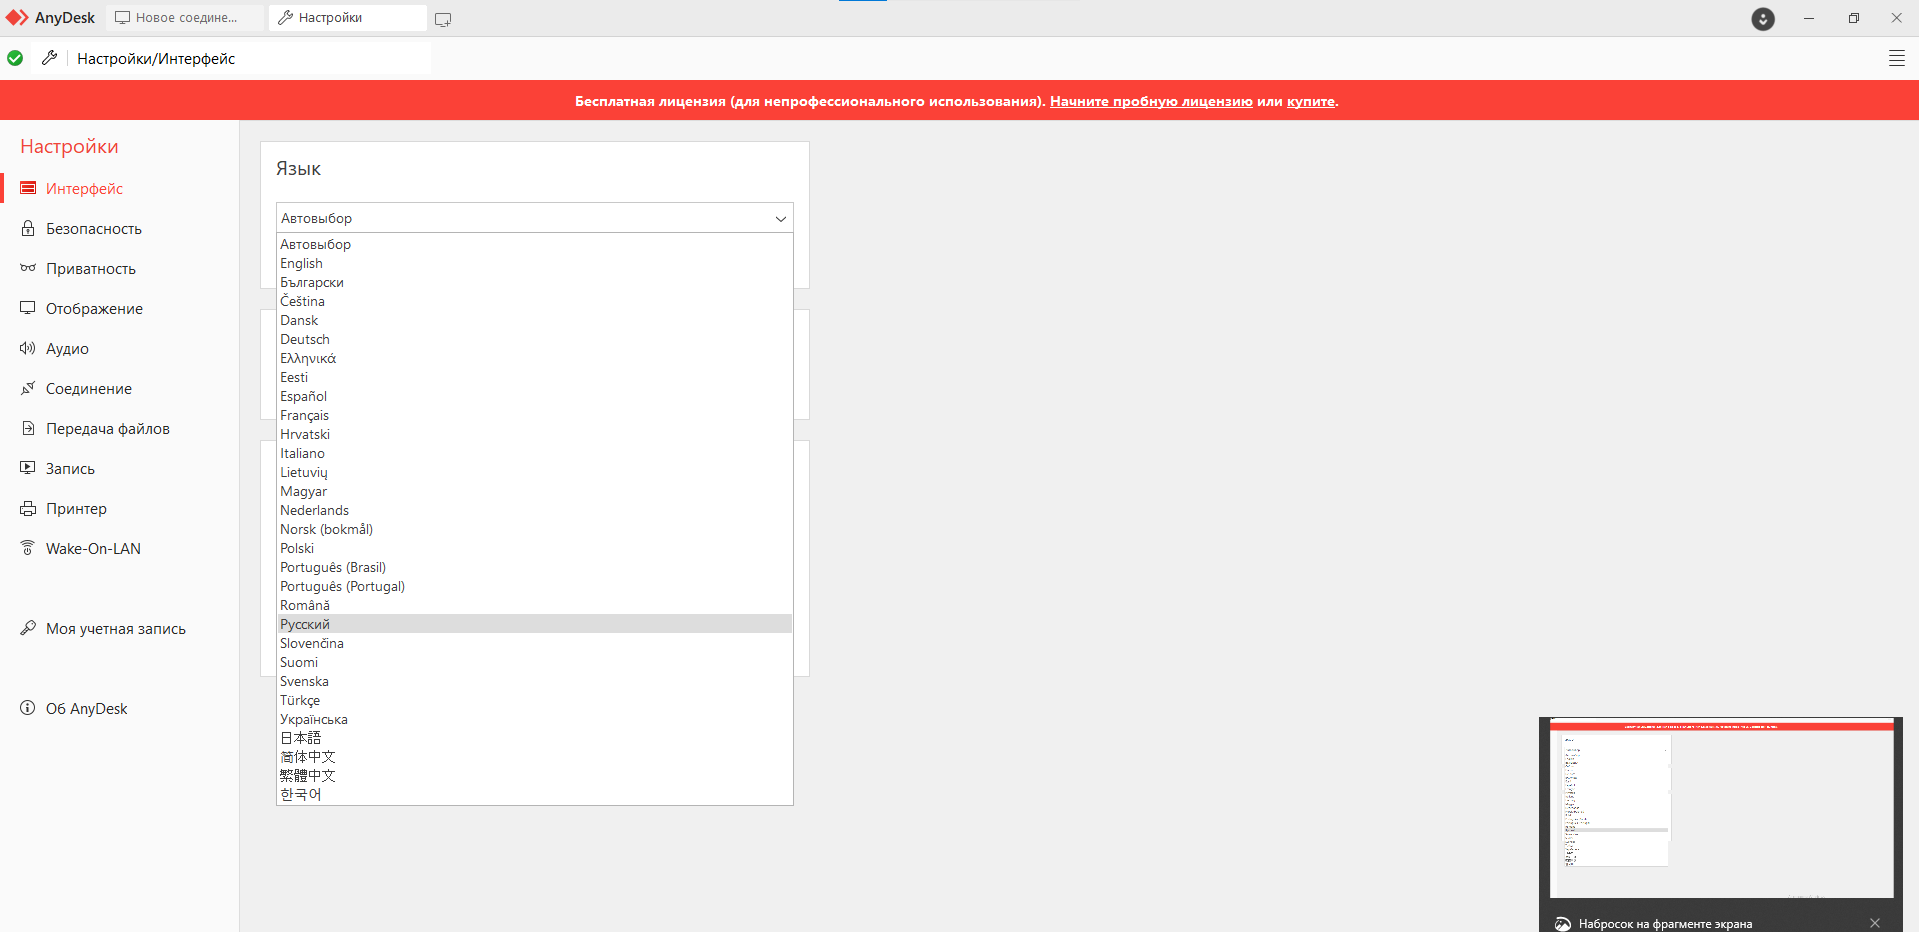 AnyDesk
Новое соедине...
Настройки
Настройки/Интерфейс
Бесплатная лицензия (для непрофессионального использования). Начните пробную лицензию или купите.
Настройки
Интерфейс
Безопасность
Приватность
Отображение
Аудио
Соединение
Передача файлов
Запись
Принтер
Wake-On-LAN
Моя учетная запись
Об AnyDesk
Язык
Автовыбор
Автовыбор
English
Български
Čeština
Dansk
Deutsch
Ελληνικά
Eesti
Español
Français
Hrvatski
Italiano
Lietuvių
Magyar
Nederlands
Norsk (bokmål)
Polski
Português (Brasil)
Português (Portugal)
Română
Русский
Slovenčina
Suomi
Svenska
Türkçe
Українська
日本語
简体中文
繁體中文
한국어
Набросок на фрагменте экрана